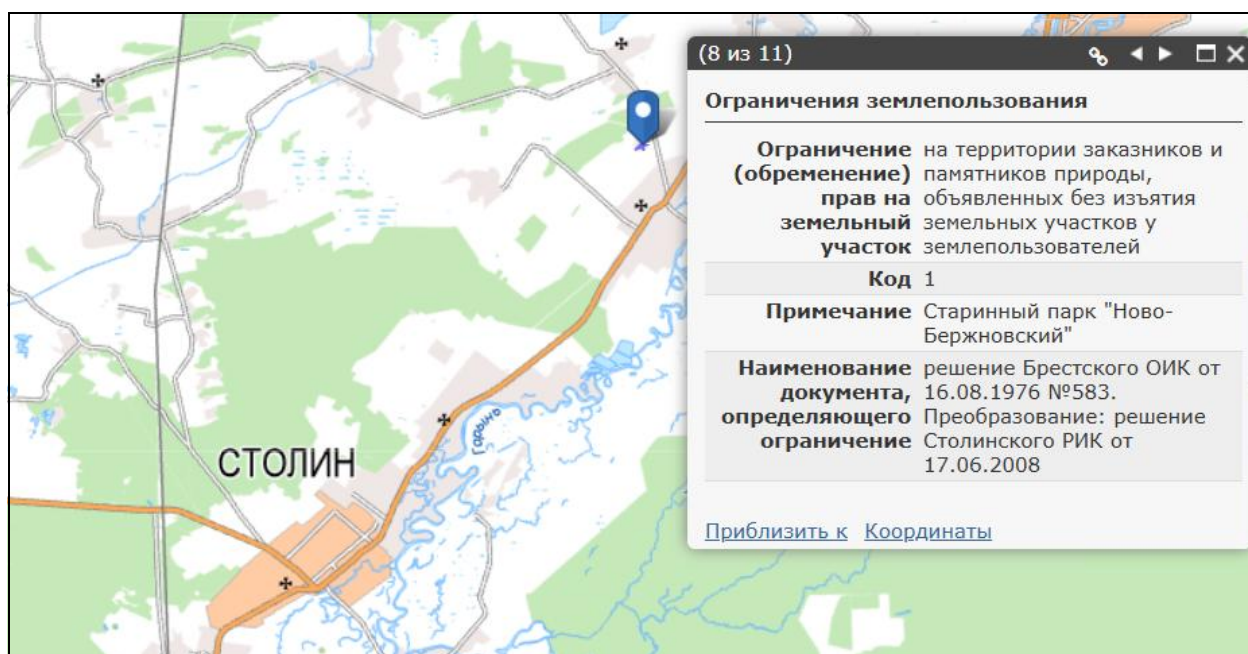 (8 из 11)
Ограничения землепользования
Ограничение на территории заказников и
(обременение) памятников природы,
прав на объявленных без изъятия
земельный земельных участков у
участок землепользователей
Код 1
Примечание Старинный парк "Ново-
Бержновский"
Наименование решение Брестского ОИК от
документа, 16.08.1976 №583.
определяющего Преобразование: решение
ограничение Столинского РИК от
17.06.2008
Приблизить к Координаты
Горынь
СТОЛИН